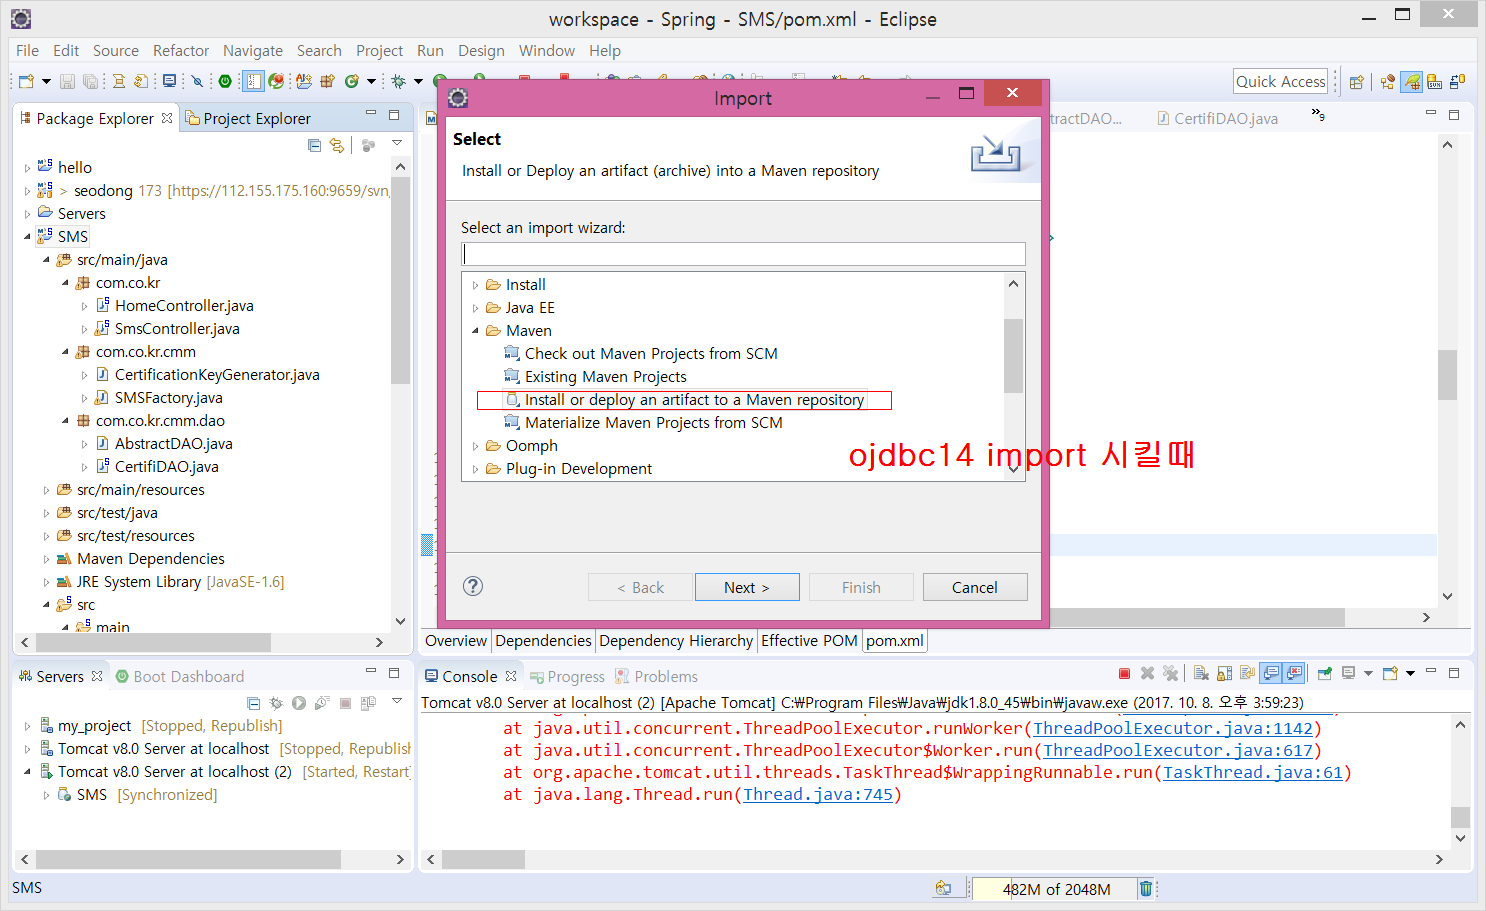 workspace - Spring - SMS/pom.xml - Eclipse
File Edit Source Refactor Navigate Search Project Run Design Window Help
Quick Access
Package Explorer
Project Explorer
hello
> seodong 173 [https://112.155.175.160:9659/svn,
Servers
SMS
src/main/java
com.co.kr
HomeController.java
SmsController.java
com.co.kr.cmm
CertificationKeyGenerator.java
SMSFactory.java
com.co.kr.cmm.dao
AbstractDAO.java
CertifiDAO.java
src/main/resources
src/test/java
src/test/resources
Maven Dependencies
JRE System Library [JavaSE-1.6]
src
main
tractDAO...
CertifiDAO.java
»9
Import
Select
Install or Deploy an artifact (archive) into a Maven repository
Select an import wizard:
Install
Java EE
Maven
Check out Maven Projects from SCM
Existing Maven Projects
Install or deploy an artifact to a Maven repository
Materialize Maven Projects from SCM
Oomph
Plug-in Development
ojdbc14 import 시킬때
< Back
Next >
Finish
Cancel
Overview Dependencies Dependency Hierarchy Effective POM pom.xml
Servers
Boot Dashboard
my_project [Stopped, Republish]
Tomcat v8.0 Server at localhost [Stopped, Republish
Tomcat v8.0 Server at localhost (2) [Started, Restart]
SMS [Synchronized]
Console
Progress
Problems
Tomcat v8.0 Server at localhost (2) [Apache Tomcat] C:₩Program Files₩Java₩jdk1.8.0_45₩bin₩javaw.exe (2017. 10. 8. 오후 3:59:23)
at java.util.concurrent.ThreadPoolExecutor.runWorker(ThreadPoolExecutor.java:1142)
at java.util.concurrent.ThreadPoolExecutor$Worker.run(ThreadPoolExecutor.java:617)
at org.apache.tomcat.util.threads.TaskThread$WrappingRunnable.run(TaskThread.java:61)
at java.lang.Thread.run(Thread.java:745)
SMS
482M of 2048M